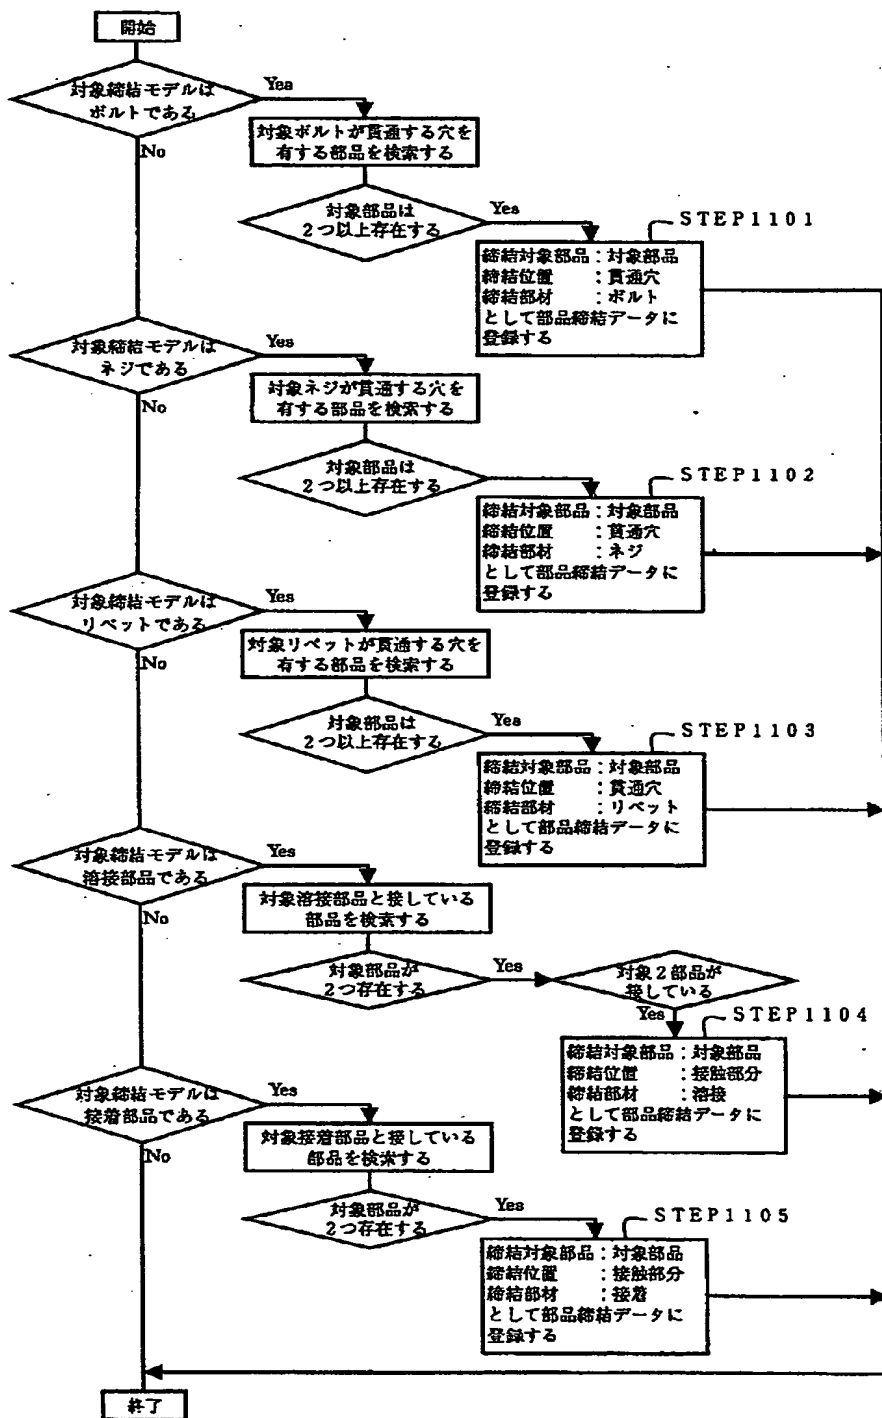 開始
対象締結モデルは
ボルトである
Yes
No
対象ボルトが貫通する穴を
有する部品を検索する
対象部品は
2つ以上存在する
Yes
STEP1101
締結対象部品:対象部品
締結位置 :貫通穴
締結部材 :ボルト
として部品締結データに
登録する
対象締結モデルは
ネジである
Yes
No
対象ネジが貫通する穴を
有する部品を検索する
対象部品は
2つ以上存在する
Yes
STEP1102
締結対象部品:対象部品
締結位置 :貫通穴
締結部材 :ネジ
として部品締結データに
登録する
対象締結モデルは
リベットである
Yes
No
対象リベットが貫通する穴を
有する部品を検索する
対象部品は
2つ以上存在する
Yes
STEP1103
締結対象部品:対象部品
締結位置 :貫通穴
締結部材 :リベット
として部品締結データに
登録する
対象締結モデルは
溶接部品である
Yes
No
対象溶接部品と接している
部品を検索する
対象部品が
2つ存在する
Yes
対象2部品が
接している
Yes
STEP1104
締結対象部品:対象部品
締結位置 :接触部分
締結部材 :溶接
として部品締結データに
登録する
対象締結モデルは
接着部品である
Yes
No
対象接着部品と接している
部品を検索する
対象部品が
2つ存在する
Yes
STEP1105
締結対象部品:対象部品
締結位置 :接触部分
締結部材 :接着
として部品締結データに
登録する
終了